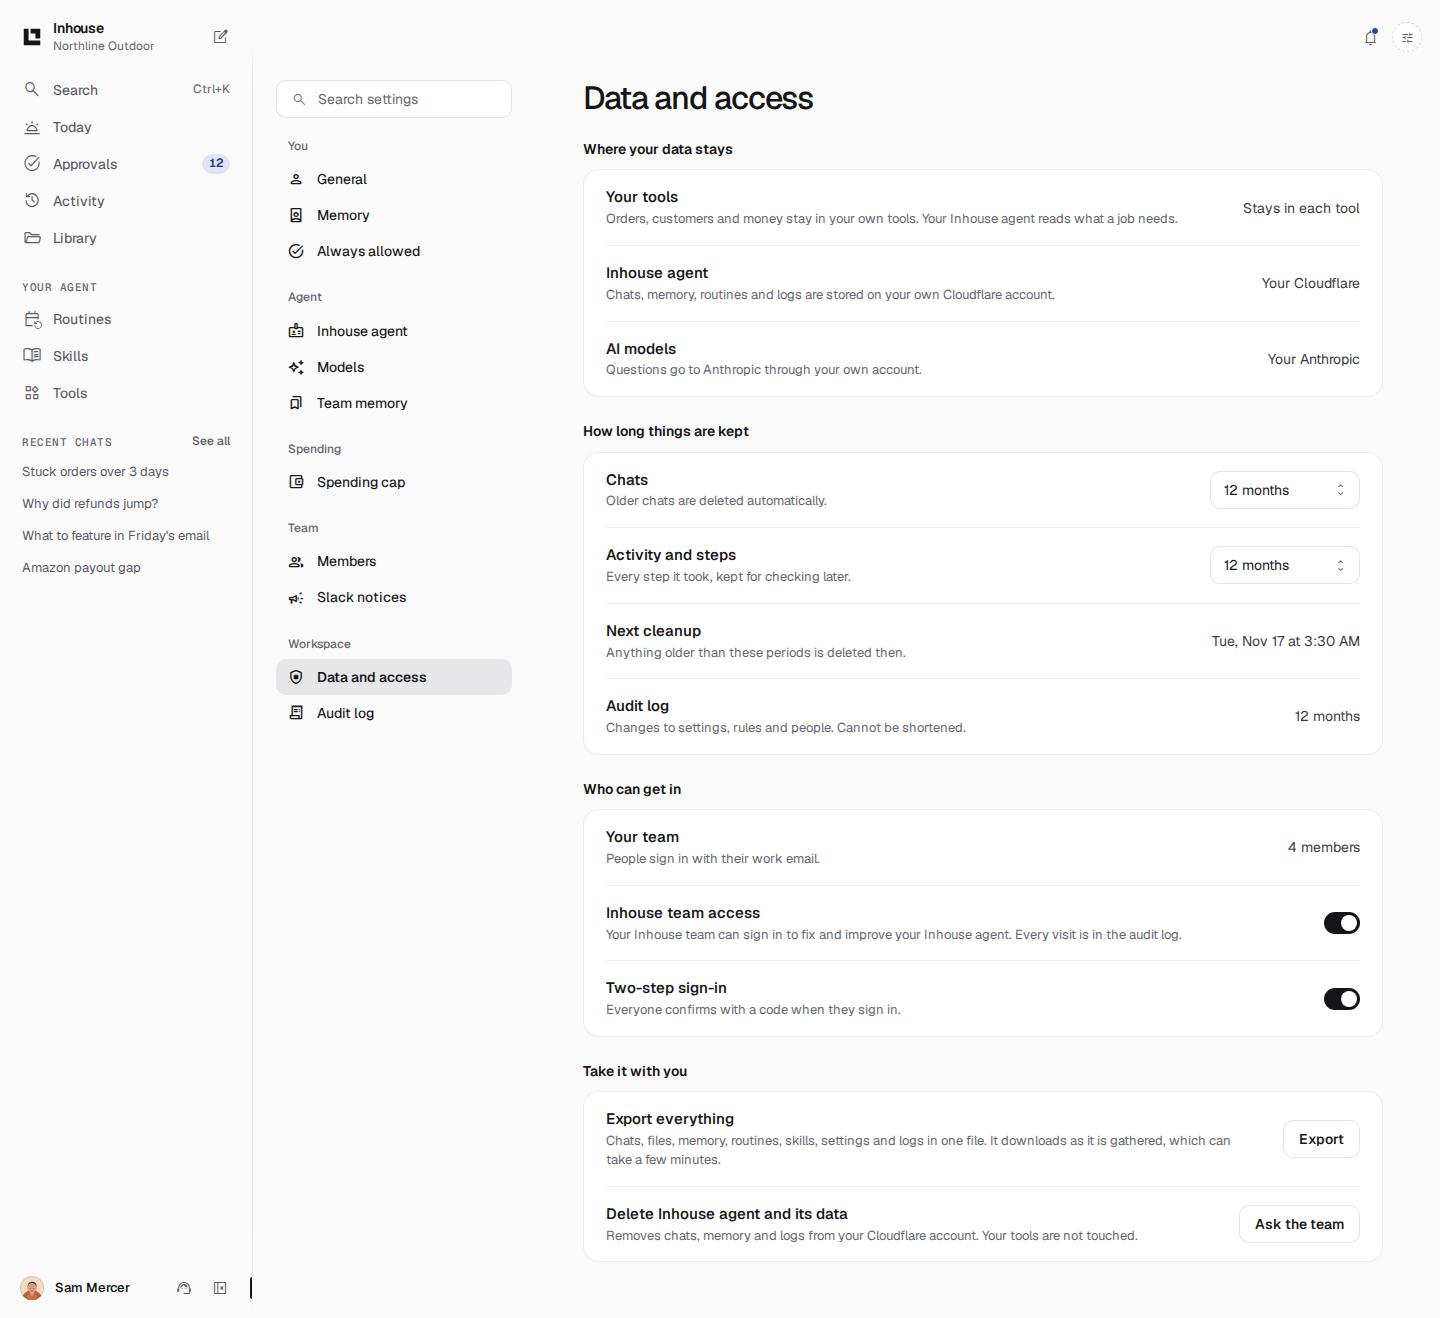 Inhouse
Northline Outdoor
Search
Ctrl+K
Today
Approvals
12
Activity
Library
YOUR AGENT
Routines
Skills
Tools
RECENT CHATS
See all
Stuck orders over 3 days
Why did refunds jump?
What to feature in Friday's email
Amazon payout gap
Sam Mercer
Search settings
You
General
Memory
Always allowed
Agent
Inhouse agent
Models
Team memory
Spending
Spending cap
Team
Members
Slack notices
Workspace
Data and access
Audit log
Data and access
Where your data stays
Your tools
Orders, customers and money stay in your own tools. Your Inhouse agent reads what a job needs.
Stays in each tool
Inhouse agent
Chats, memory, routines and logs are stored on your own Cloudflare account.
Your Cloudflare
AI models
Questions go to Anthropic through your own account.
Your Anthropic
How long things are kept
Chats
Older chats are deleted automatically.
12 months
Activity and steps
Every step it took, kept for checking later.
12 months
Next cleanup
Anything older than these periods is deleted then.
Tue, Nov 17 at 3:30 AM
Audit log
Changes to settings, rules and people. Cannot be shortened.
12 months
Who can get in
Your team
People sign in with their work email.
4 members
Inhouse team access
Your Inhouse team can sign in to fix and improve your Inhouse agent. Every visit is in the audit log.
Two-step sign-in
Everyone confirms with a code when they sign in.
Take it with you
Export everything
Chats, files, memory, routines, skills, settings and logs in one file. It downloads as it is gathered, which can
take a few minutes.
Export
Delete Inhouse agent and its data
Removes chats, memory and logs from your Cloudflare account. Your tools are not touched.
Ask the team